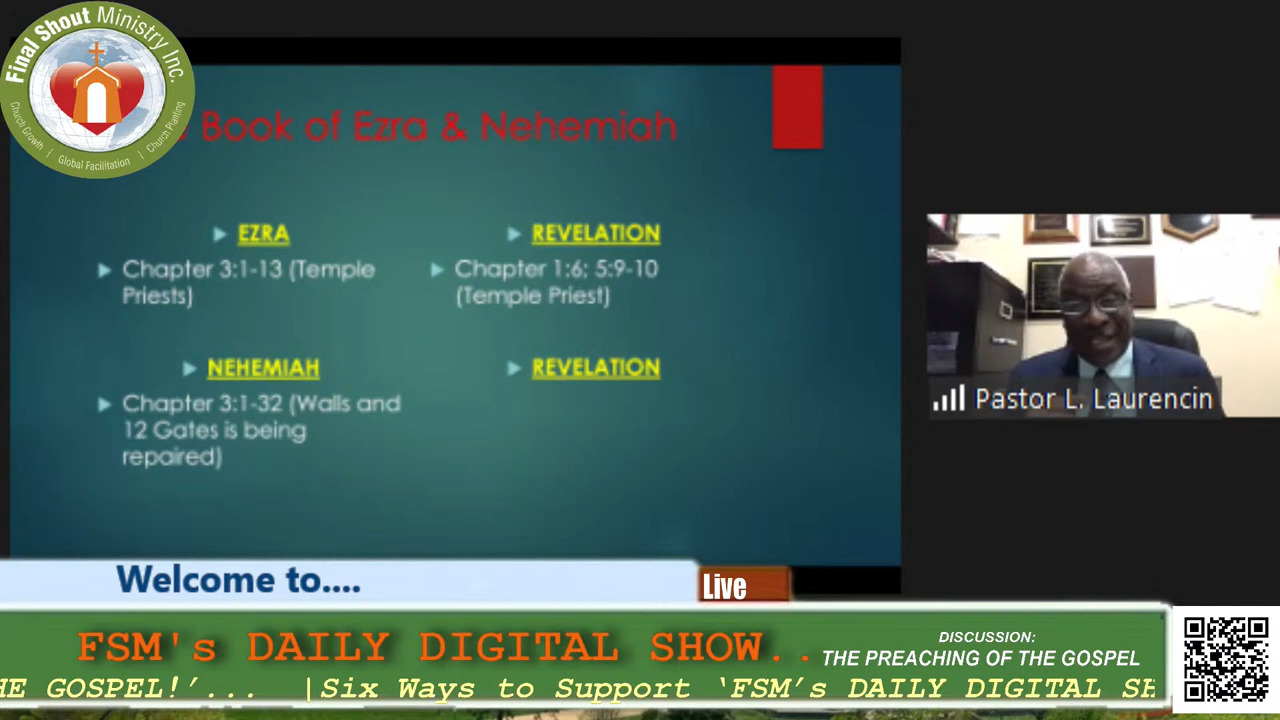 Final Shout Ministry Inc.
Church Growth | Global Facilitation | Church Planting
Book of Ezra & Nehemiah
EZRA
Chapter 3:1-13 (Temple
Priests)
REVELATION
Chapter 1:6; 5:9-10
(Temple Priest)
NEHEMIAH
Chapter 3:1-32 (Walls and
12 Gates is being
repaired)
REVELATION
Pastor L. Laurencin
Welcome to....
Live
FSM's DAILY DIGITAL SHOW..
DISCUSSION:
THE PREACHING OF THE GOSPEL
HE GOSPEL!’... |Six Ways to Support ‘FSM’s DAILY DIGITAL SH